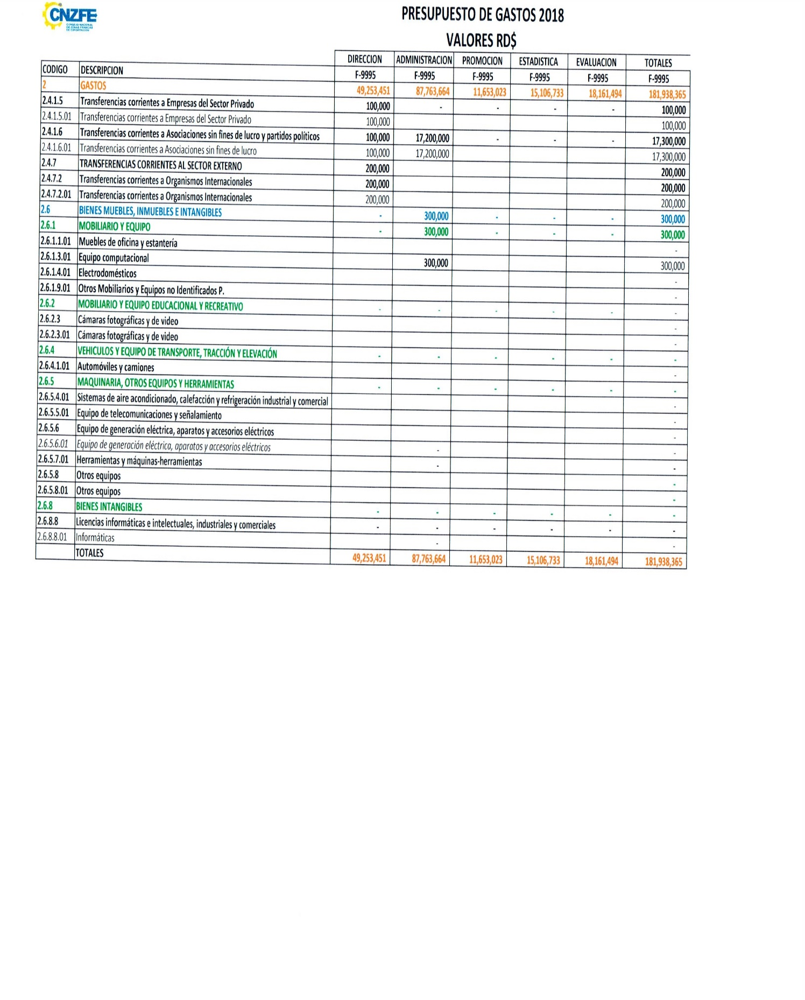 CNZFE
CONSEJO NACIONAL
DE ZONAS FRANCAS
DE EXPORTACION
PRESUPUESTO DE GASTOS 2018
VALORES RD$
DIRECCION ADMINISTRACION PROMOCION ESTADISTICA EVALUACION TOTALES
CODIGO DESCRIPCION F-9995 F-9995 F-9995 F-9995 F-9995 F-9995
2 GASTOS 49,253,451 87,763,664 11,653,023 15,106,733 18,161,494 181,938,365
2.4.1.5 Transferencias corrientes a Empresas del Sector Privado 100,000 - - - - 100,000
2.4.1.5.01 Transferencias corrientes a Empresas del Sector Privado 100,000 100,000
2.4.1.6 Transferencias corrientes a Asociaciones sin fines de lucro y partidos políticos 100,000 17,200,000 - - - 17,300,000
2.4.1.6.01 Transferencias corrientes a Asociaciones sin fines de lucro 100,000 17,200,000 17,300,000
2.4.7 TRANSFERENCIAS CORRIENTES AL SECTOR EXTERNO 200,000 200,000
2.4.7.2 Transferencias corrientes a Organismos Internacionales 200,000 200,000
2.4.7.2.01 Transferencias corrientes a Organismos Internacionales 200,000 200,000
2.6 BIENES MUEBLES, INMUEBLES E INTANGIBLES - 300,000 - - - 300,000
2.6.1 MOBILIARIO Y EQUIPO - 300,000 - - - 300,000
2.6.1.1.01 Muebles de oficina y estantería -
2.6.1.3.01 Equipo computacional 300,000 300,000
2.6.1.4.01 Electrodomésticos -
2.6.1.9.01 Otros Mobiliarios y Equipos no Identificados P. -
2.6.2 MOBILIARIO Y EQUIPO EDUCACIONAL Y RECREATIVO - - - - - -
2.6.2.3 Cámaras fotográficas y de video -
2.6.2.3.01 Cámaras fotográficas y de video -
2.6.4 VEHICULOS Y EQUIPO DE TRANSPORTE, TRACCIÓN Y ELEVACIÓN - - - - - -
2.6.4.1.01 Automóviles y camiones -
2.6.5 MAQUINARIA, OTROS EQUIPOS Y HERRAMIENTAS - - - - - -
2.6.5.4.01 Sistemas de aire acondicionado, calefacción y refrigeración industrial y comercial -
2.6.5.5.01 Equipo de telecomunicaciones y señalamiento -
2.6.5.6 Equipo de generación eléctrica, aparatos y accesorios eléctricos -
2.6.5.6.01 Equipo de generación eléctrica, aparatos y accesorios eléctricos - -
2.6.5.7.01 Herramientas y máquinas-herramientas - -
2.6.5.8 Otros equipos -
2.6.5.8.01 Otros equipos -
2.6.8 BIENES INTANGIBLES - - - - - -
2.6.8.8 Licencias informáticas e intelectuales, industriales y comerciales - - - - - -
2.6.8.8.01 Informáticas - -
TOTALES 49,253,451 87,763,664 11,653,023 15,106,733 18,161,494 181,938,365